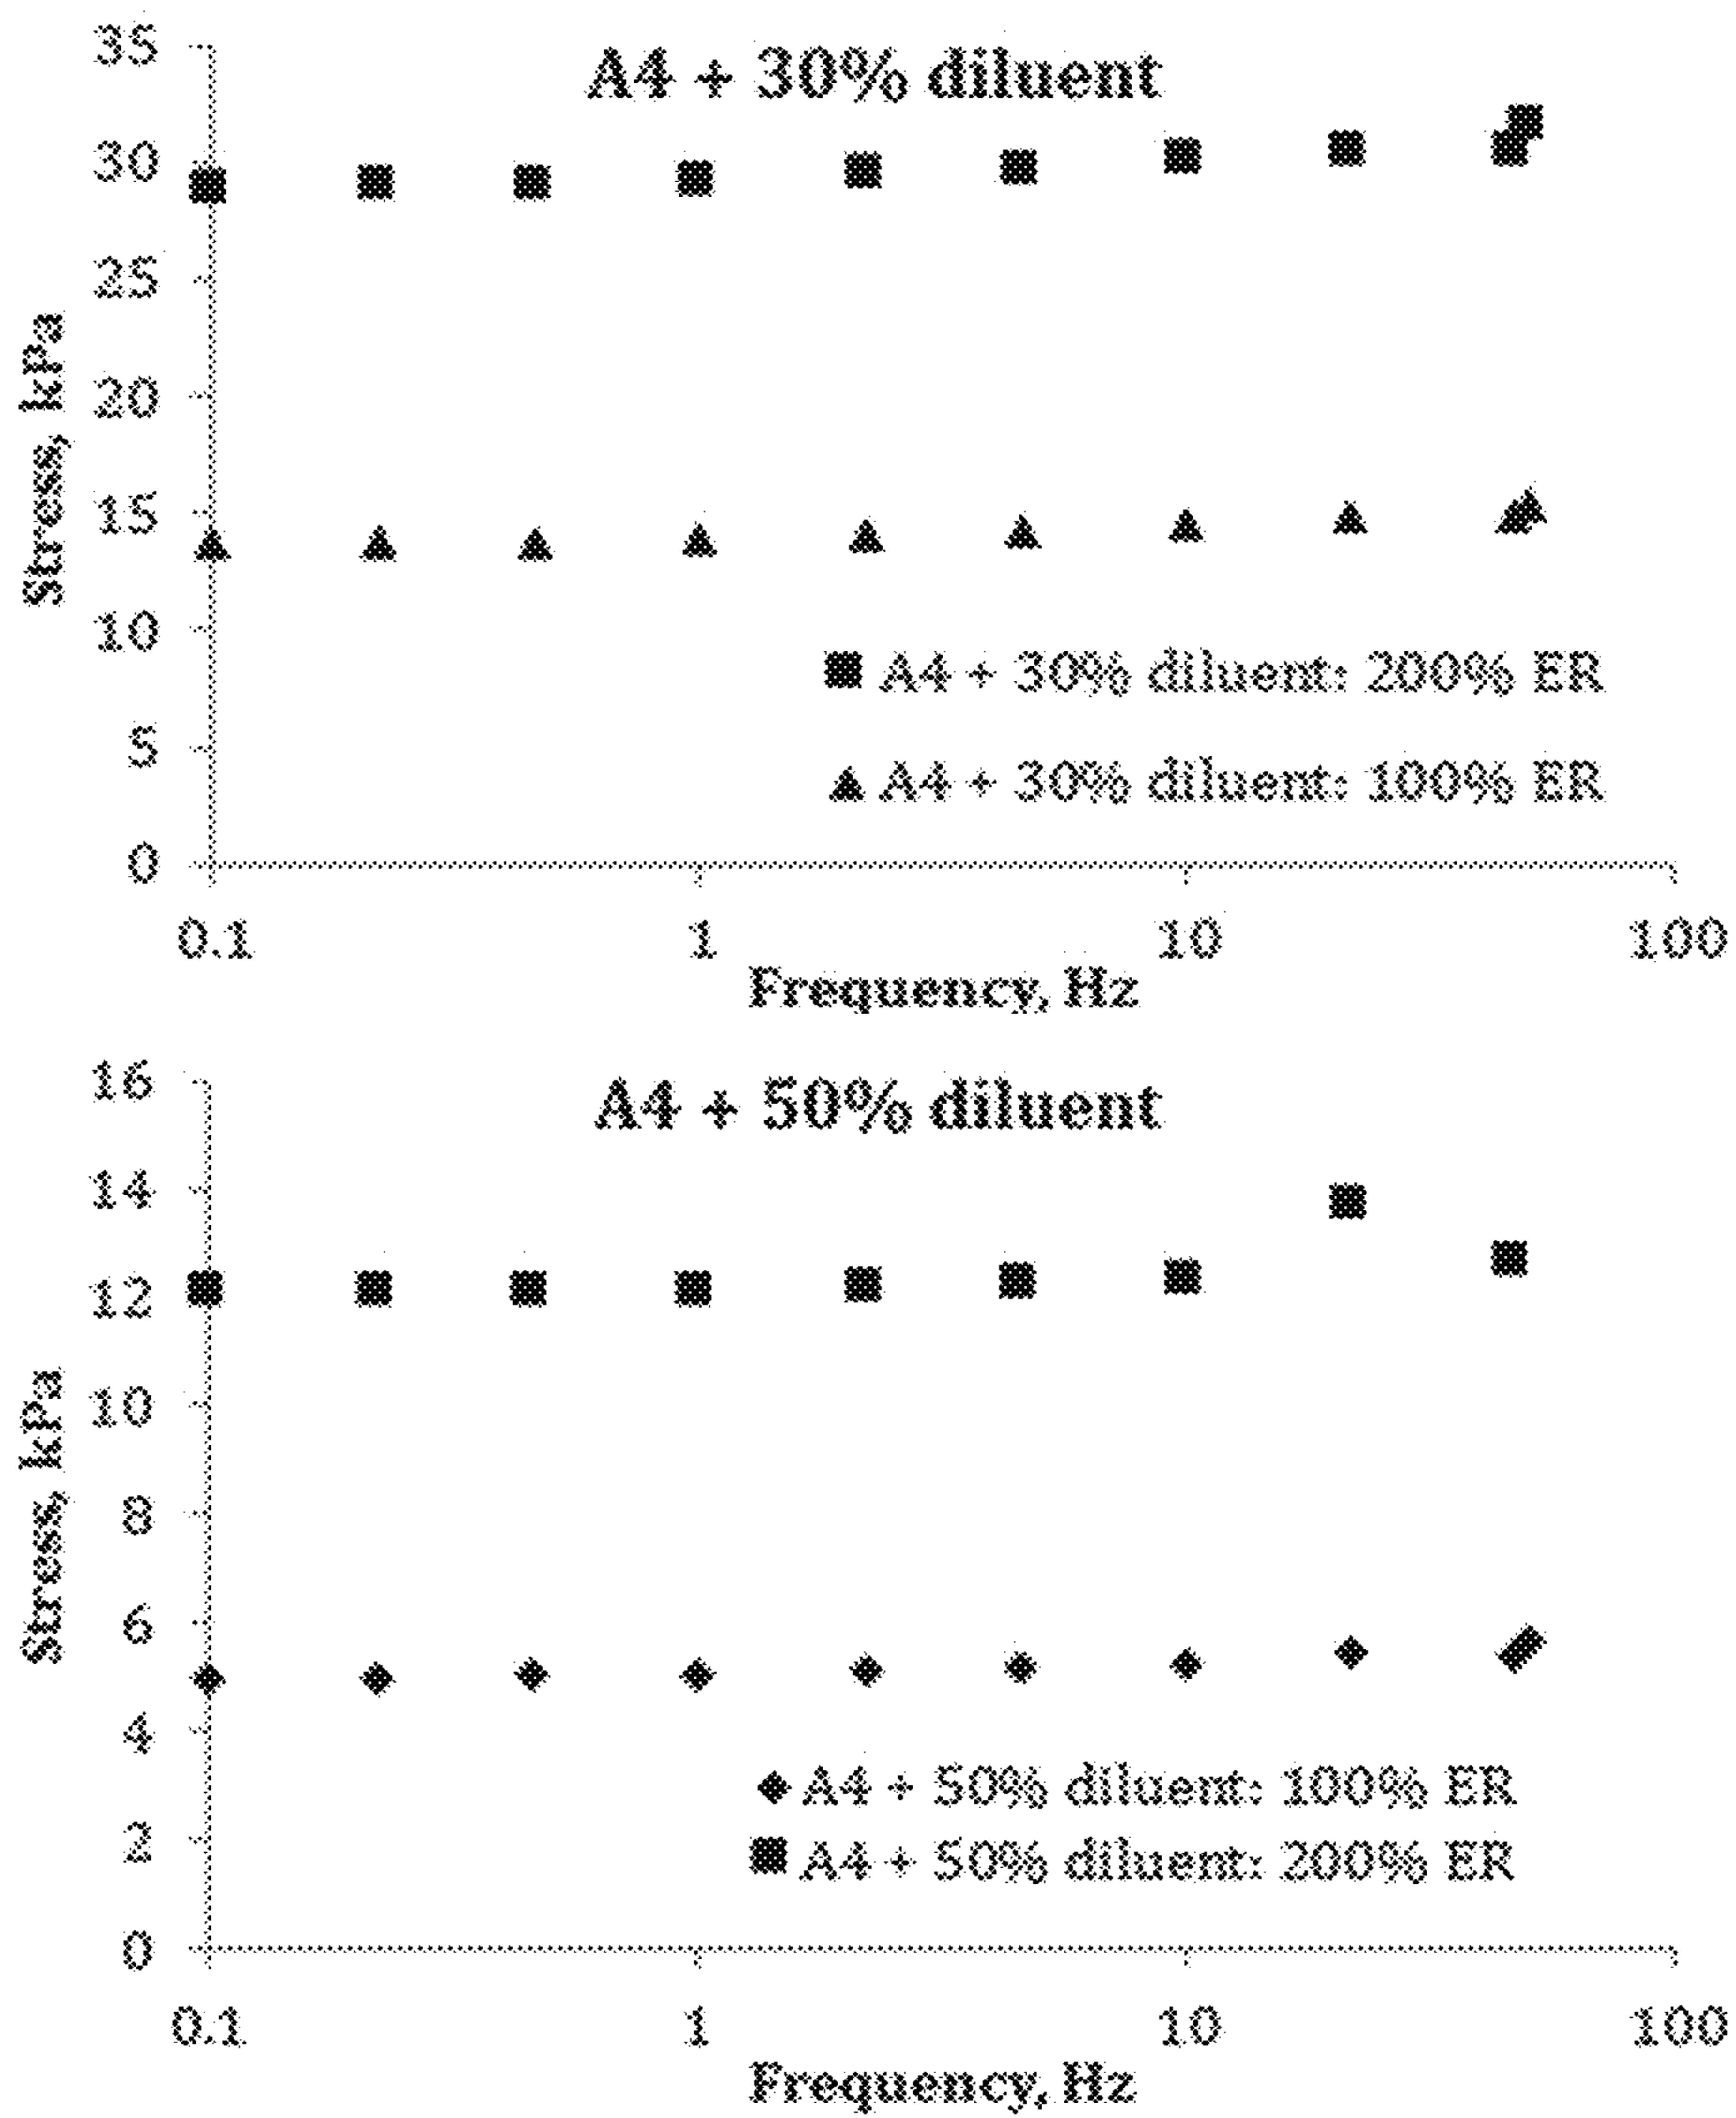 A4 + 30% diluent
35
30
25
20
15
10
5
0
Stress, kPa
A4 + 30% diluent: 200% ER
A4 + 30% diluent: 100% ER
0.1 1 10 100
Frequency, Hz
A4 + 50% diluent
16
14
12
10
8
6
4
2
0
Stress, kPa
A4 + 50% diluent: 100% ER
A4 + 50% diluent: 200% ER
0.1 1 10 100
Frequency, Hz